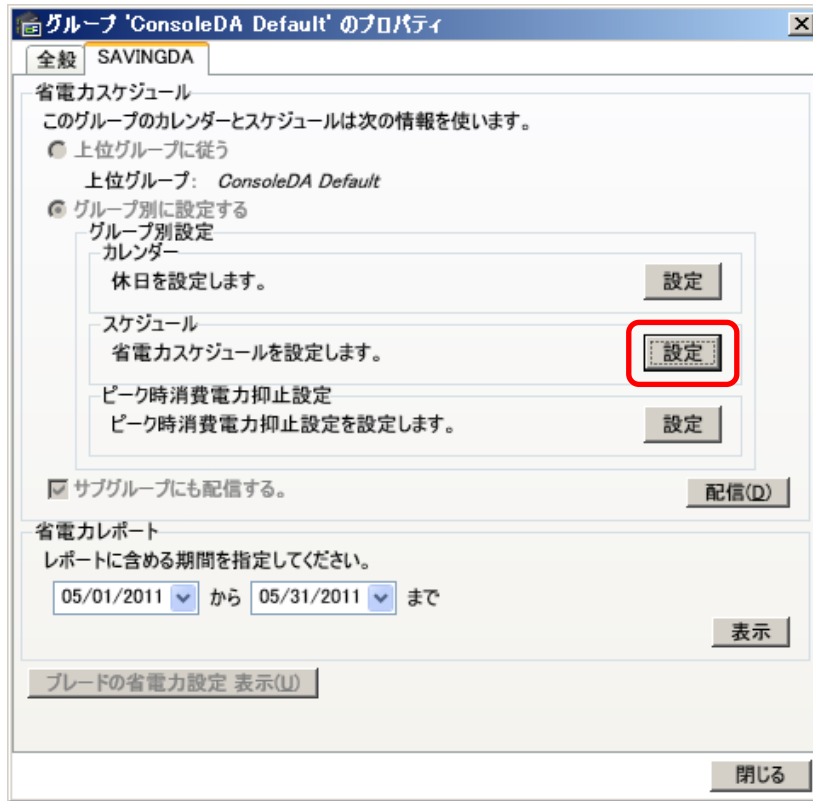 グループ 'ConsoleDA Default' のプロパティ
全般 SAVINGDA
省電力スケジュール
このグループのカレンダーとスケジュールは次の情報を使います。
上位グループに従う
上位グループ: ConsoleDA Default
グループ別に設定する
グループ別設定
カレンダー
休日を設定します。 設定
スケジュール
省電力スケジュールを設定します。 設定
ピーク時消費電力抑止設定
ピーク時消費電力抑止設定を設定します。 設定
サブグループにも配信する。 配信(D)
省電力レポート
レポートに含める期間を指定してください。
05/01/2011 から 05/31/2011 まで
表示
ブレードの省電力設定 表示(U)
閉じる